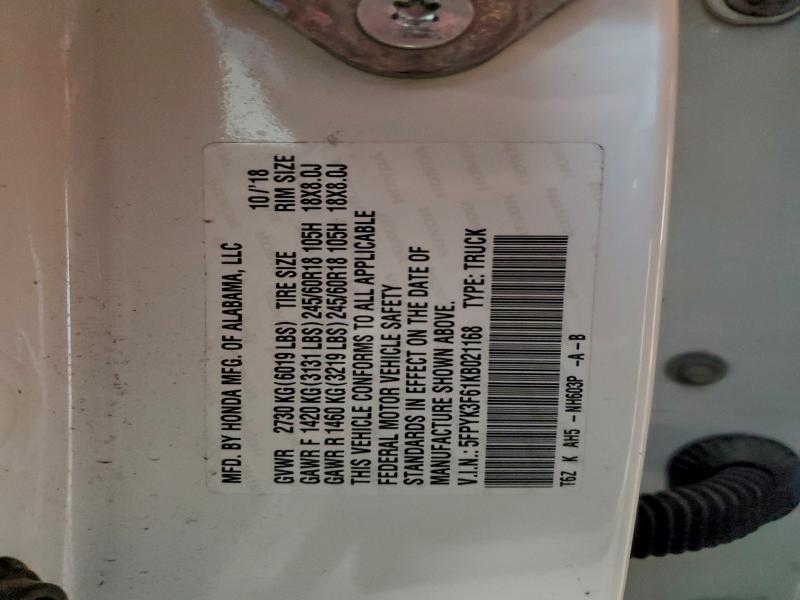 MFD. BY HONDA MFG. OF ALABAMA, LLC 10/'18
GVWR 2730 KG (6019 LBS) TIRE SIZE RIM SIZE
GAWR F 1420 KG (3131 LBS) 245/60R18 105H 18X8.0J
GAWR R 1460 KG (3219 LBS) 245/60R18 105H 18X8.0J
THIS VEHICLE CONFORMS TO ALL APPLICABLE
FEDERAL MOTOR VEHICLE SAFETY
STANDARDS IN EFFECT ON THE DATE OF
MANUFACTURE SHOWN ABOVE.
V.I.N.: 5FPYK3F61KB021168 TYPE: TRUCK
T6Z K AH5 -NH603P -A-B